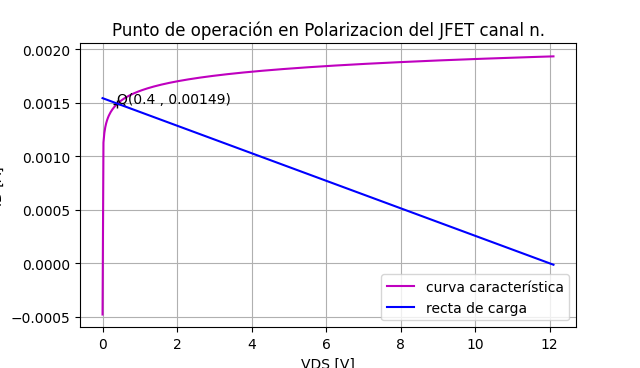 Punto de operación en Polarizacion del JFET canal n.
0.0020
0.0015
0.0010
0.0005
0.0000
−0.0005
Q(0.4 , 0.00149)
curva característica
recta de carga
0 2 4 6 8 10 12
VDS [V]